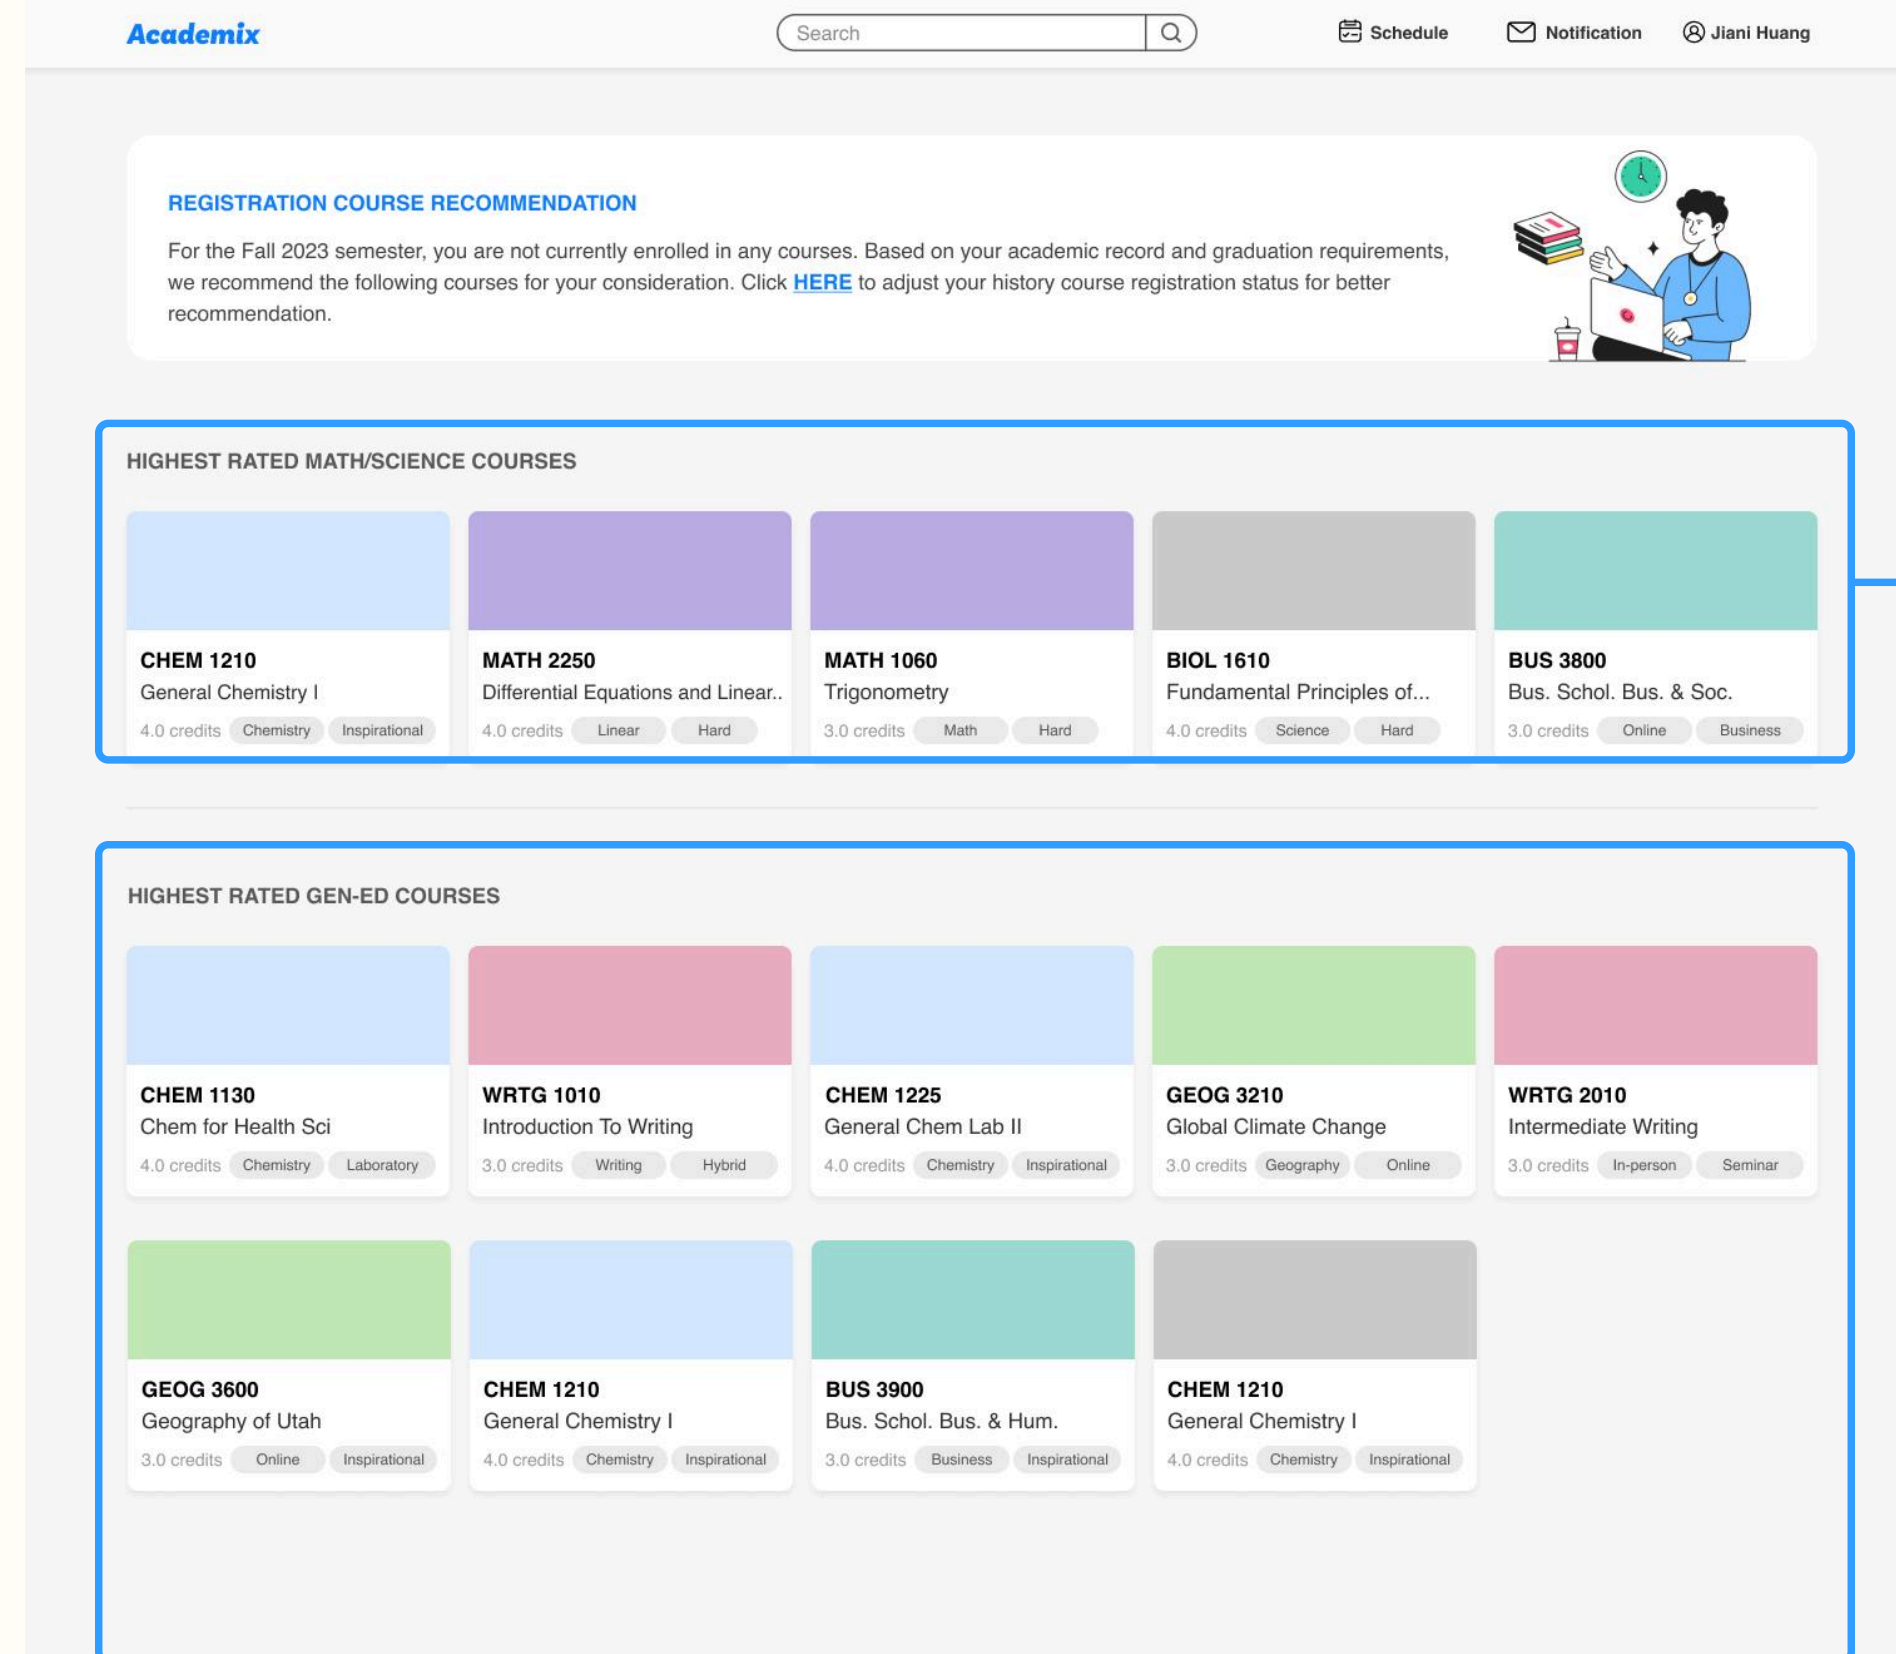 Academix
Search
Schedule
Notification
Jiani Huang
REGISTRATION COURSE RECOMMENDATION
For the Fall 2023 semester, you are not currently enrolled in any courses. Based on your academic record and graduation requirements,
we recommend the following courses for your consideration. Click HERE to adjust your history course registration status for better
recommendation.
HIGHEST RATED MATH/SCIENCE COURSES
CHEM 1210
General Chemistry I
4.0 credits Chemistry Inspirational
MATH 2250
Differential Equations and Linear..
4.0 credits Linear Hard
MATH 1060
Trigonometry
3.0 credits Math Hard
BIOL 1610
Fundamental Principles of...
4.0 credits Science Hard
BUS 3800
Bus. Schol. Bus. & Soc.
3.0 credits Online Business
HIGHEST RATED GEN-ED COURSES
CHEM 1130
Chem for Health Sci
4.0 credits Chemistry Laboratory
WRTG 1010
Introduction To Writing
3.0 credits Writing Hybrid
CHEM 1225
General Chem Lab II
4.0 credits Chemistry Inspirational
GEOG 3210
Global Climate Change
3.0 credits Geography Online
WRTG 2010
Intermediate Writing
3.0 credits In-person Seminar
GEOG 3600
Geography of Utah
3.0 credits Online Inspirational
CHEM 1210
General Chemistry I
4.0 credits Chemistry Inspirational
BUS 3900
Bus. Schol. Bus. & Hum.
3.0 credits Business Inspirational
CHEM 1210
General Chemistry I
4.0 credits Chemistry Inspirational